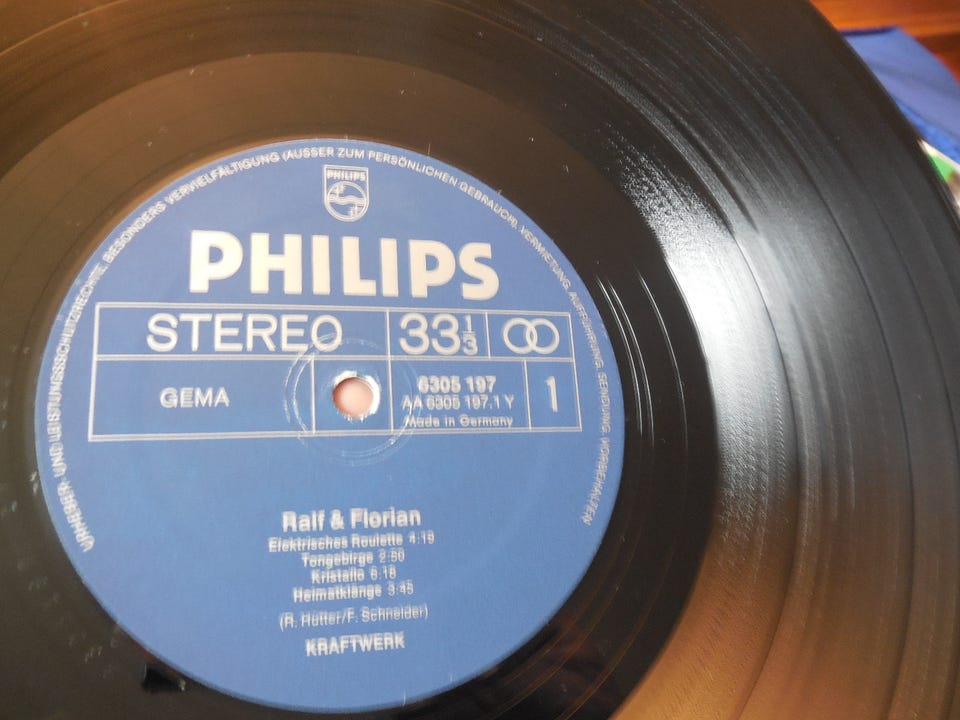 URHEBER- UND LEISTUNGSSCHUTZRECHTE, BESONDERS VERVIELFÄLTIGUNG (AUSSER ZUM PERSÖNLICHEN GEBRAUCH), VERMIETUNG, AUFFÜHRUNG, SENDUNG, VORBEHALTEN!
PHILIPS
PHILIPS
STEREO 33 1/3
GEMA
6305 197
AA 6305 197.1 Y
Made in Germany
1
Ralf & Florian
Elektrisches Roulette 4:19
Tongebirge 2:50
Kristallo 6:18
Heimatklänge 3:45
(R. Hütter/F. Schneider)
KRAFTWERK